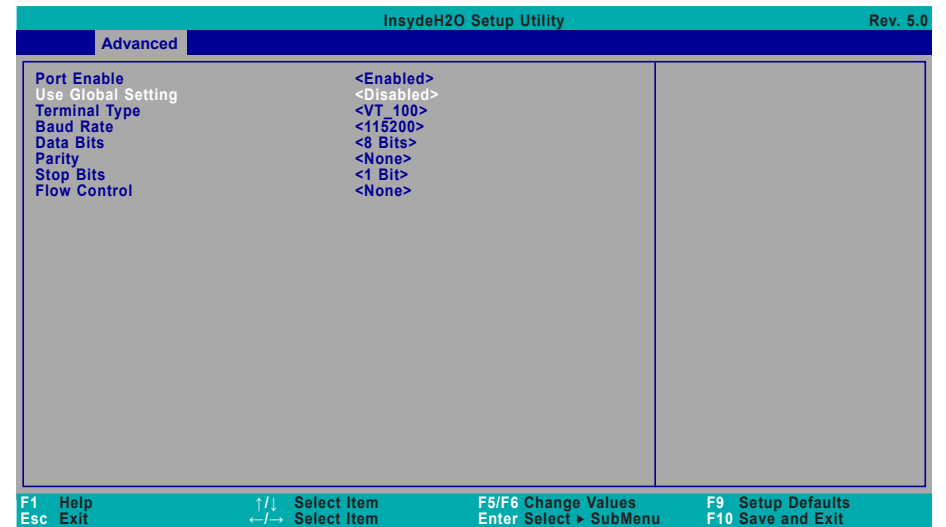 InsydeH2O Setup Utility Rev. 5.0
Advanced
Port Enable <Enabled>
Use Global Setting <Disabled>
Terminal Type <VT_100>
Baud Rate <115200>
Data Bits <8 Bits>
Parity <None>
Stop Bits <1 Bit>
Flow Control <None>
F1 Help ↑/↓ Select Item F5/F6 Change Values F9 Setup Defaults
Esc Exit ←/→ Select Item Enter Select ▸ SubMenu F10 Save and Exit